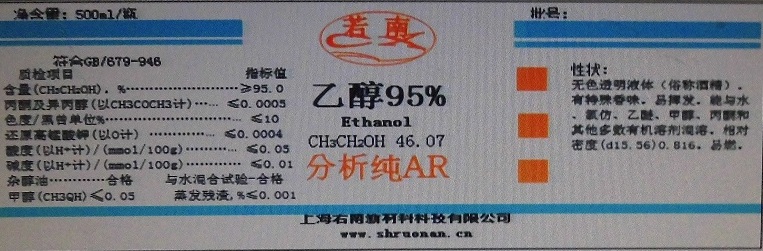 净含量：500ml/瓶
符合GB/679-946
质检项目 指标值
含量(CH3CH2OH)，%……………………≥95.0
丙酮及异丙醇(以CH3COCH3计)……≤0.0005
色度/黑曾单位%……………………≤10
还原高锰酸钾(以O计) ……≤0.0004
酸度(以H+计)/(mmol/100g)…………≤0.05
碱度(以H+计)/(mmol/100g)…………≤0.01
杂醇油…………合格 与水混合试验-合格
甲醇(CH3QH)≤0.05 蒸发残渣,%≤0.001
若南
乙醇95%
Ethanol
CH3CH2OH 46.07
分析纯AR
上海若南新材料科技有限公司
www.shruonan.cn
性状：
无色透明液体（俗称酒精）.
有特殊香味、易挥发、能与水
、氯仿、乙醚、甲醇、丙酮和
其他多数有机溶剂混溶．相对
密度(d15.56)0.816．易燃.